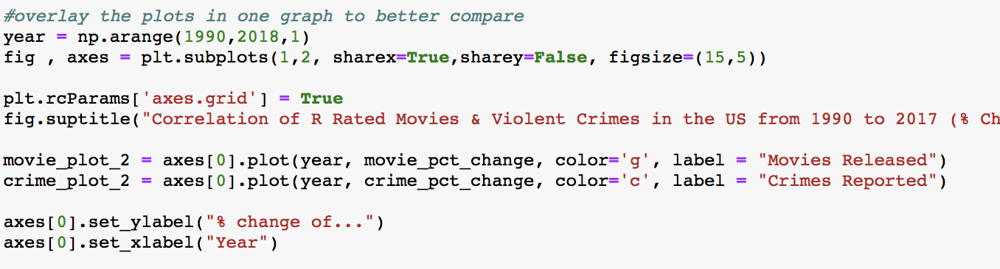 #overlay the plots in one graph to better compare
year = np.arange(1990,2018,1)
fig , axes = plt.subplots(1,2, sharex=True,sharey=False, figsize=(15,5))
plt.rcParams['axes.grid'] = True
fig.suptitle("Correlation of R Rated Movies & Violent Crimes in the US from 1990 to 2017 (% Ch
movie_plot_2 = axes[0].plot(year, movie_pct_change, color='g', label = "Movies Released")
crime_plot_2 = axes[0].plot(year, crime_pct_change, color='c', label = "Crimes Reported")
axes[0].set_ylabel("% change of...")
axes[0].set_xlabel("Year")